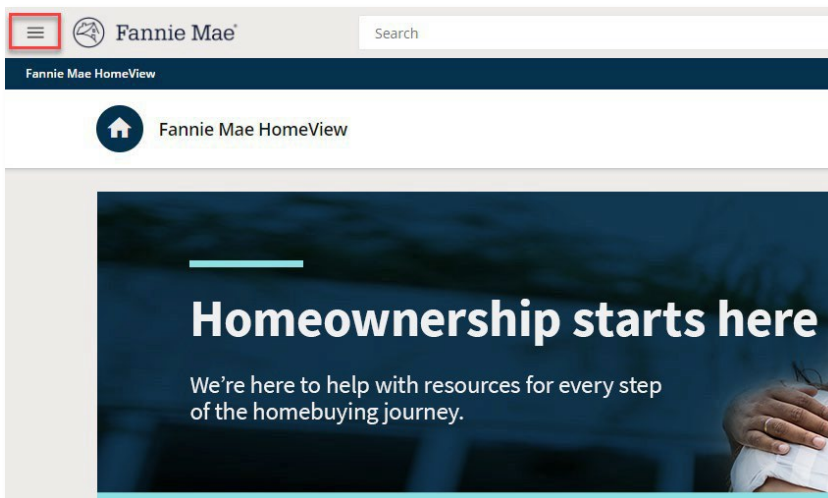 Fannie Mae®
Search
Fannie Mae HomeView
Fannie Mae HomeView
Homeownership starts here
We're here to help with resources for every step
of the homebuying journey.